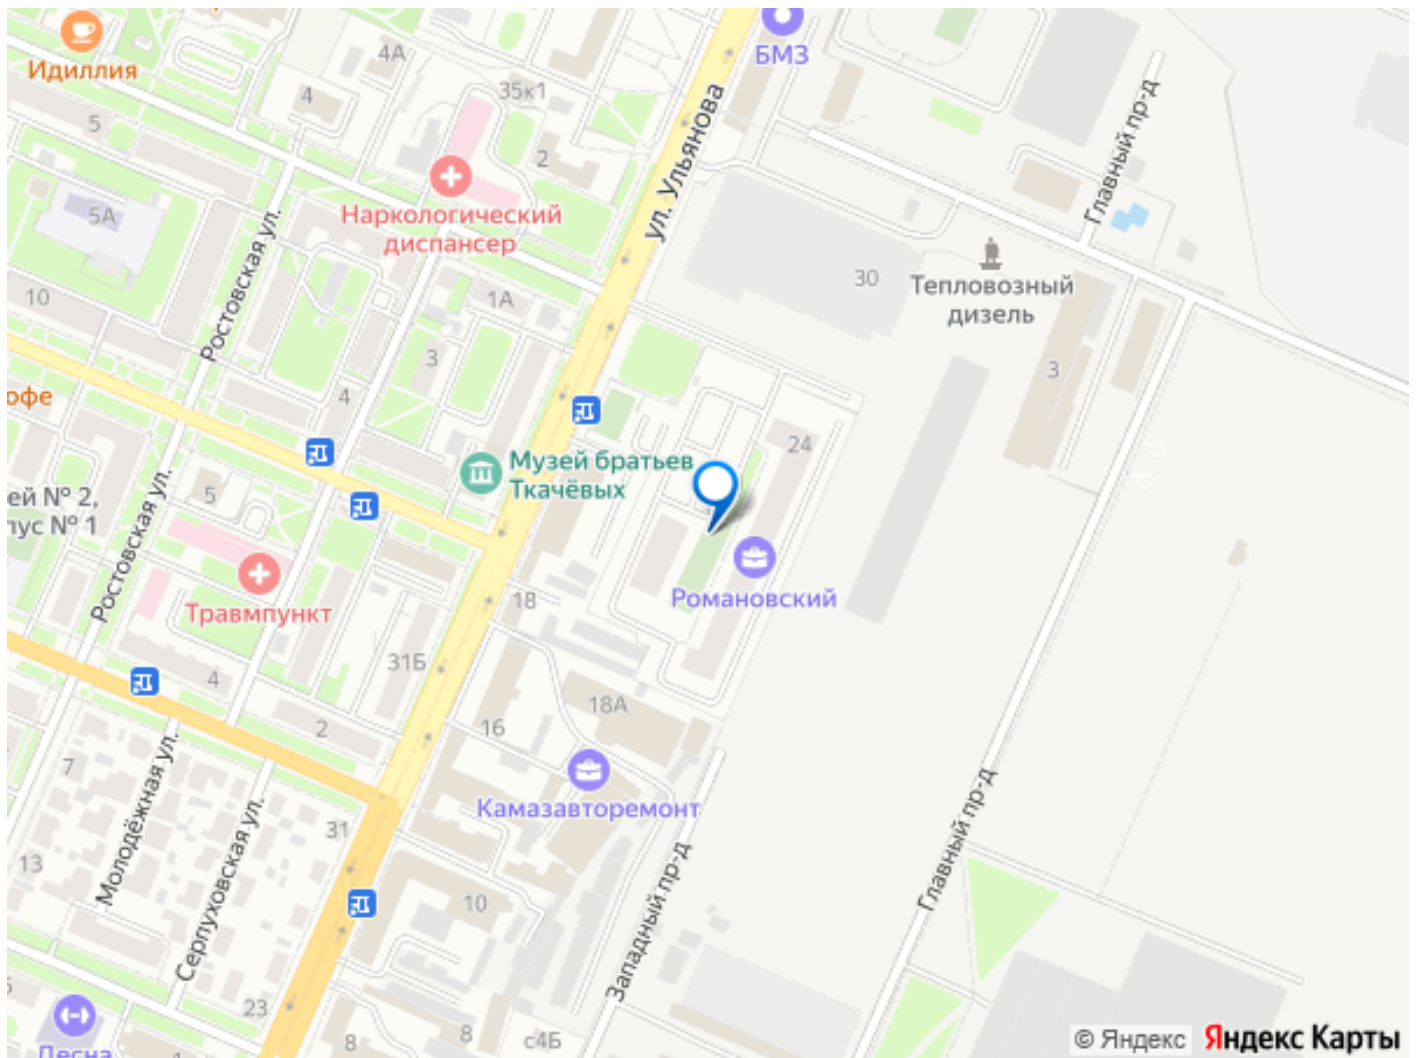 Идиллия
4А
БМЗ
35к1
4
5
2
ул. Ульянова
Главный пр-д
5А
Наркологический
диспансер
Ростовская ул.
10
1А
30
Тепловозный
дизель
3
3
офе
4
24
Музей братьев
Ткачёвых
ей № 2,
пус № 1
5
Ростовская ул.
Травмпункт
Романовский
18
31Б
4
18А
2
16
7
Молодёжная ул.
Камазавторемонт
Серпуховская ул.
31
13
Главный пр-д
Западный пр-д
10
23
Десна
8
8
с4Б
© Яндекс Яндекс Карты